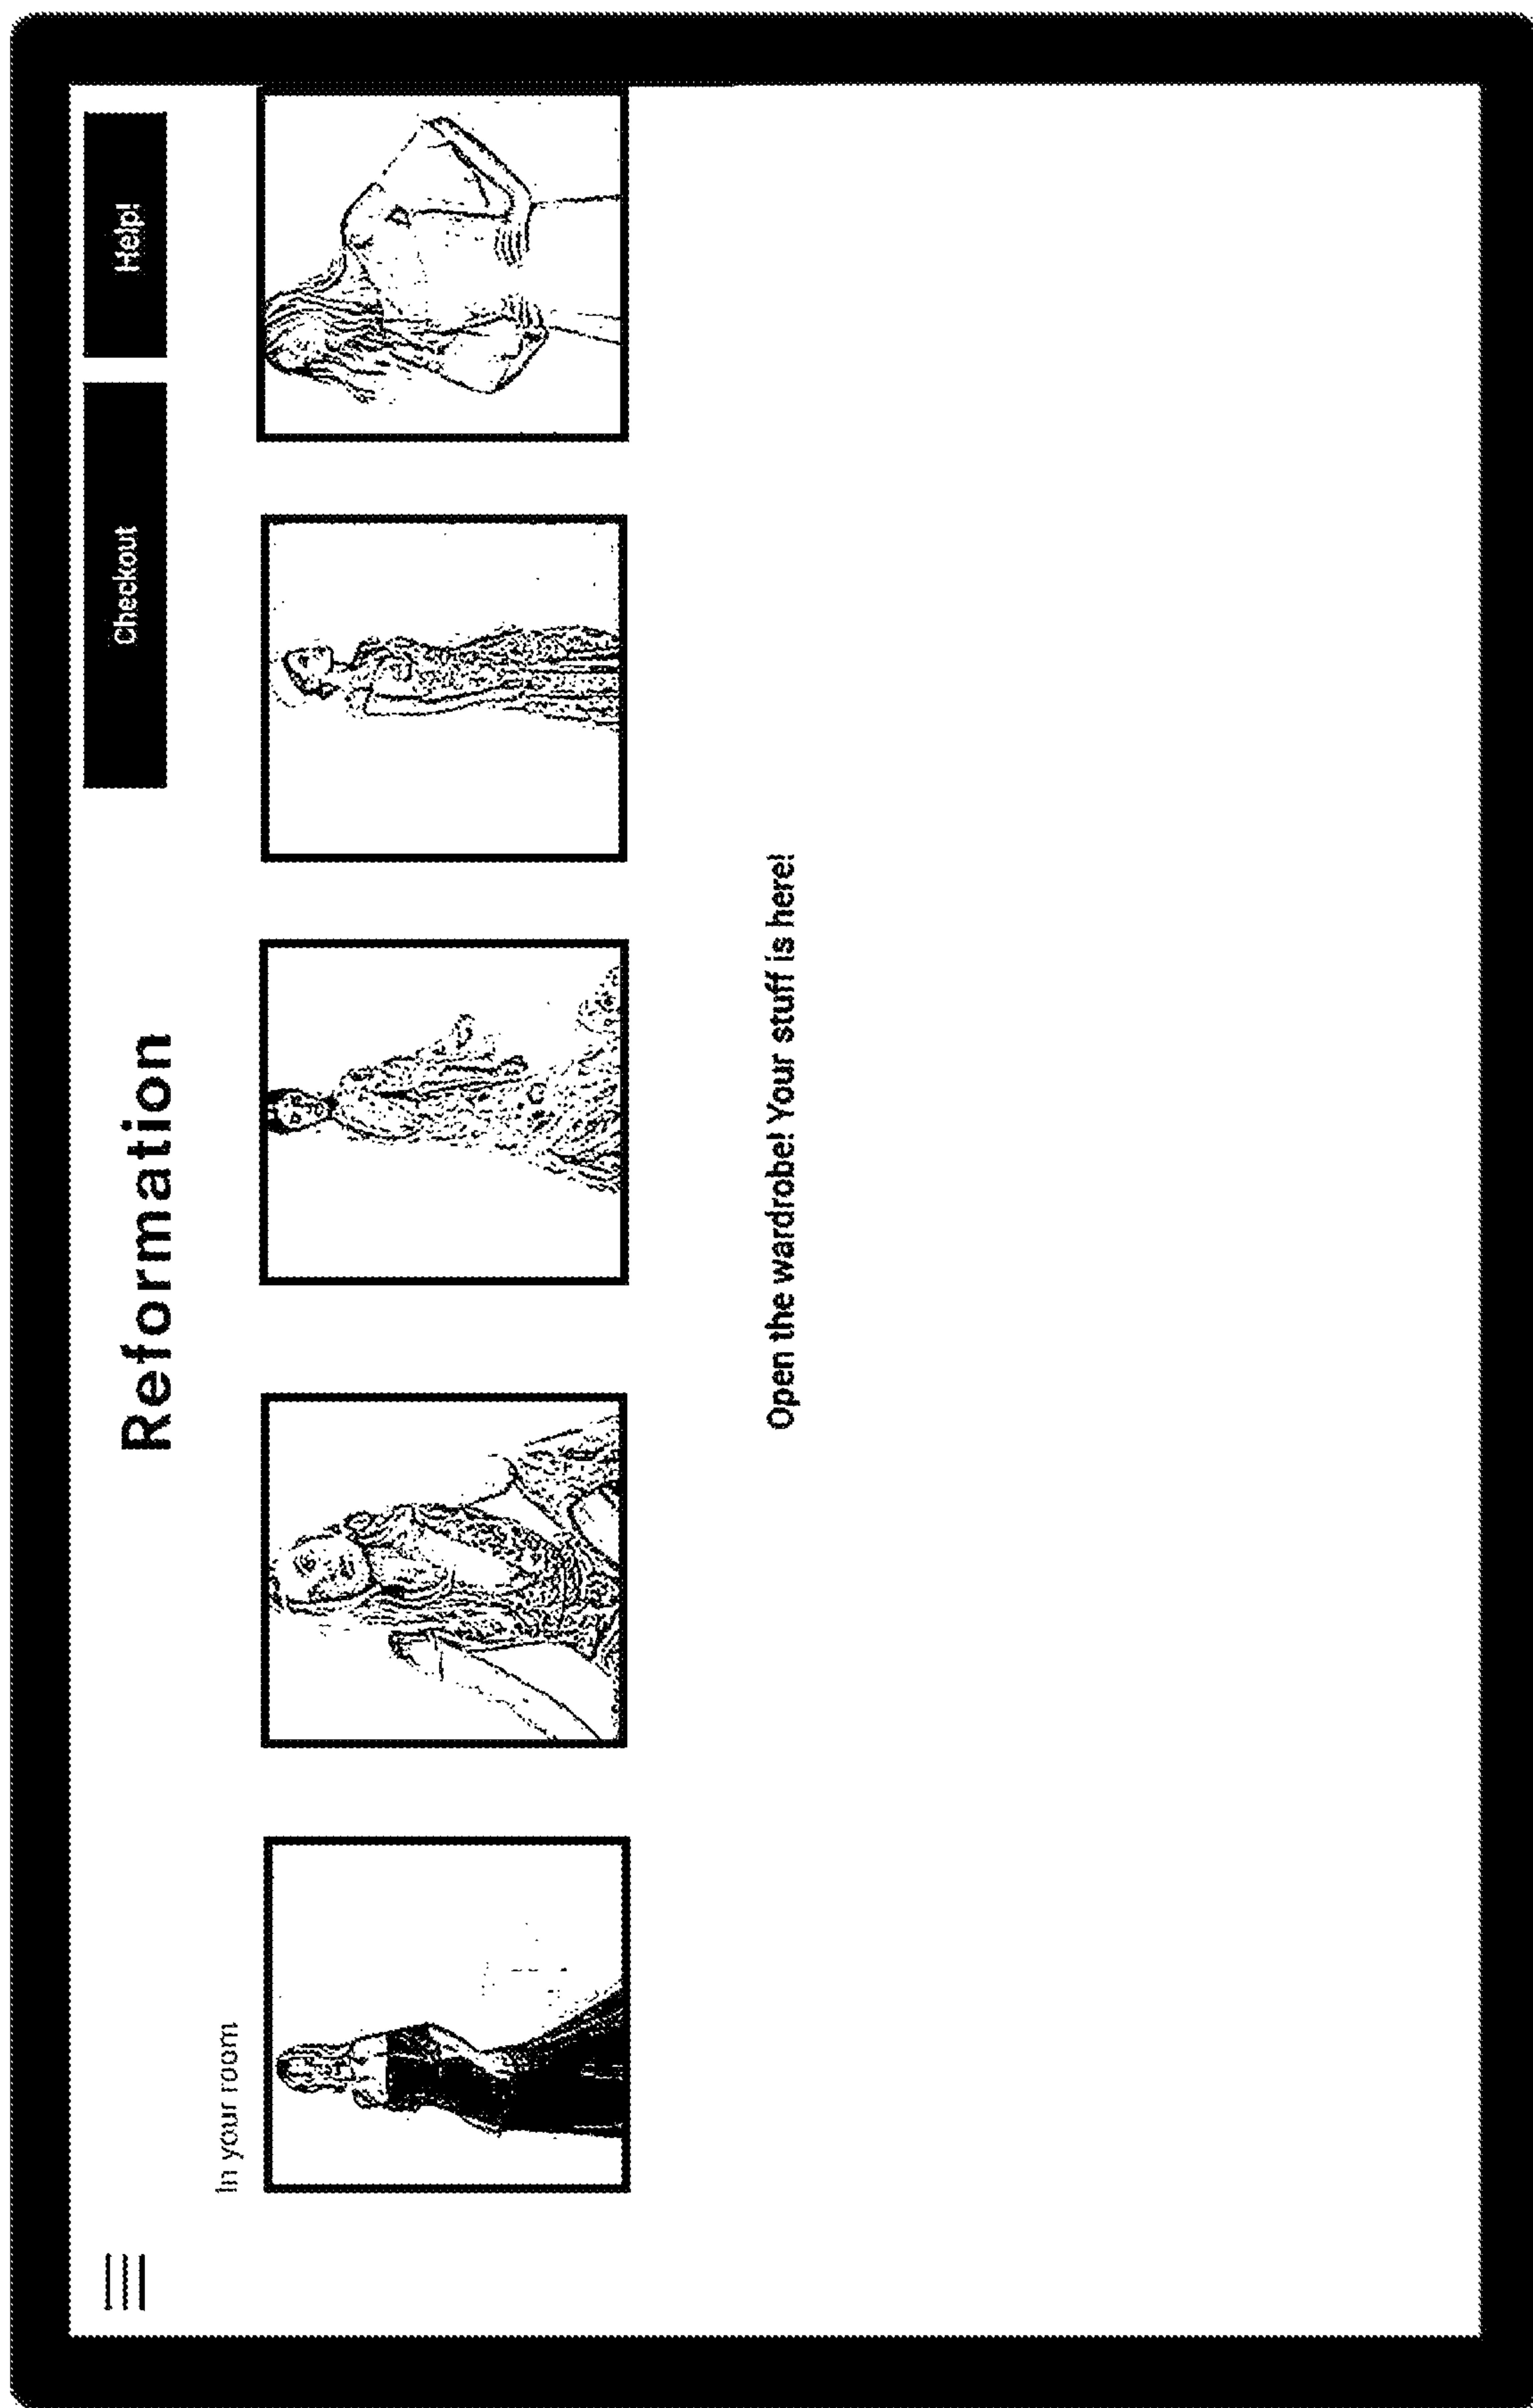 Reformation
Checkout
Help!
In your room
Open the wardrobe! Your stuff is here!